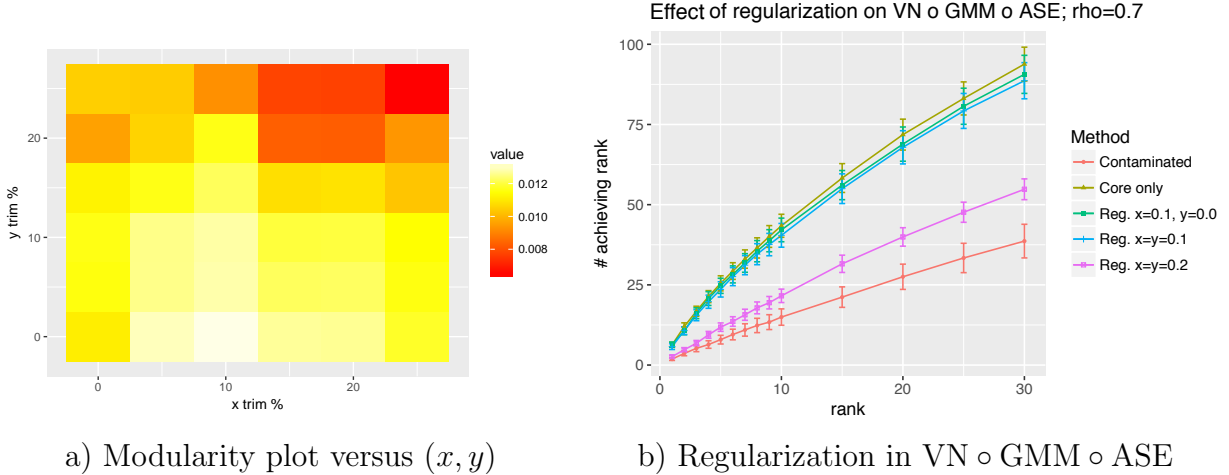 Effect of regularization on VN o GMM o ASE; rho=0.7
y trim %
20
10
0
0
10
20
x trim %
value
0.012
0.010
0.008
# achieving rank
100
75
50
25
0
0
10
20
30
rank
Method
Contaminated
Core only
Reg. x=0.1, y=0.0
Reg. x=y=0.1
Reg. x=y=0.2
a) Modularity plot versus (x, y)
b) Regularization in VN ∘ GMM ∘ ASE